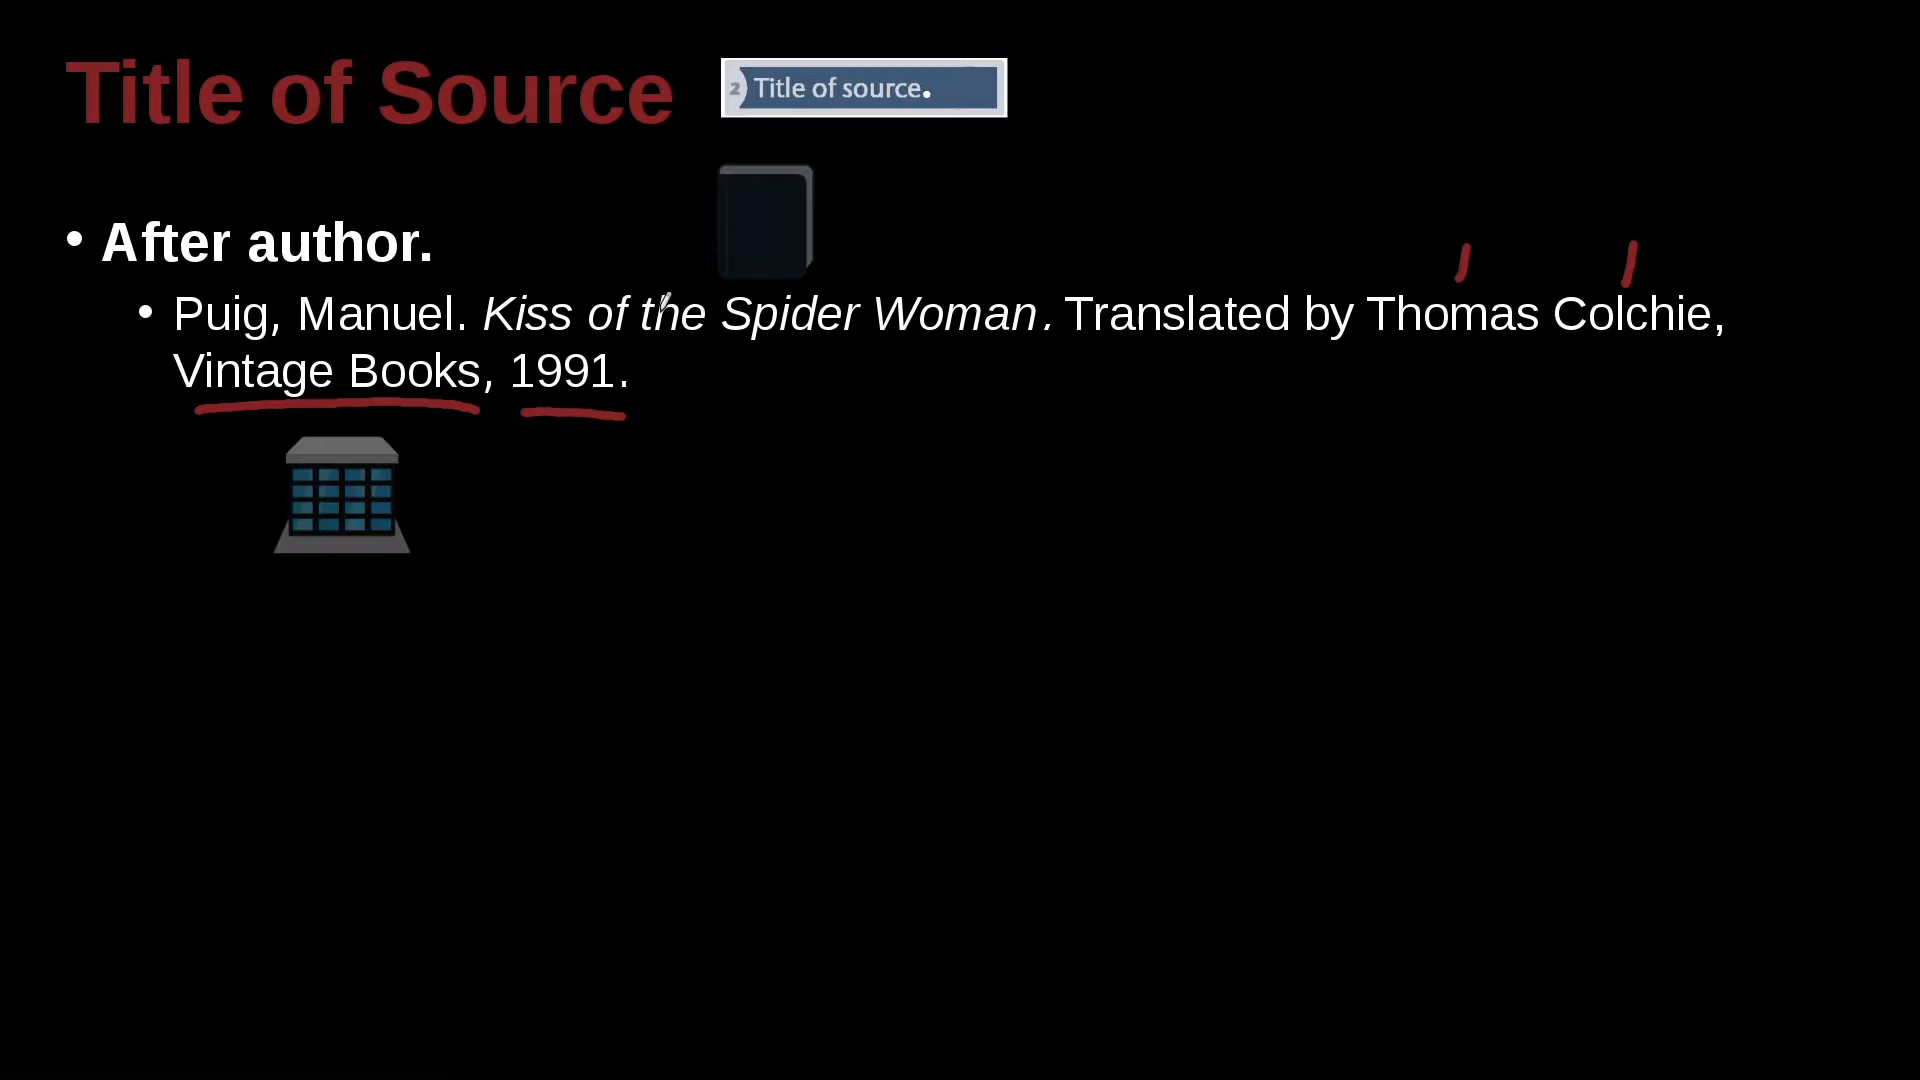 Title of Source
2 Title of source.
• After author.
• Puig, Manuel. Kiss of the Spider Woman. Translated by Thomas Colchie,
Vintage Books, 1991.